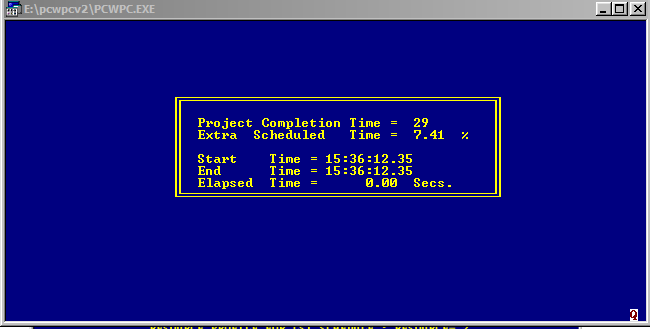 E:\pcwpcv2\PCWPC.EXE
Project Completion Time = 29
Extra Scheduled Time = 7.41 %
Start Time = 15:36:12.35
End Time = 15:36:12.35
Elapsed Time = 0.00 Secs.